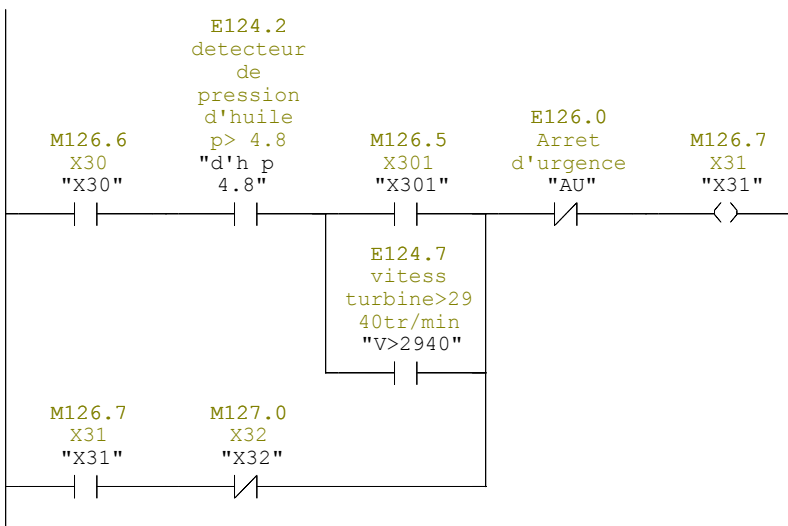 E124.2
detecteur
de
pression
d'huile
p> 4.8
"d'h p
4.8"
M126.6
X30
"X30"
M126.5
X301
"X301"
E126.0
Arret
d'urgence
"AU"
M126.7
X31
"X31"
E124.7
vitess
turbine>29
40tr/min
"V>2940"
M126.7
X31
"X31"
M127.0
X32
"X32"